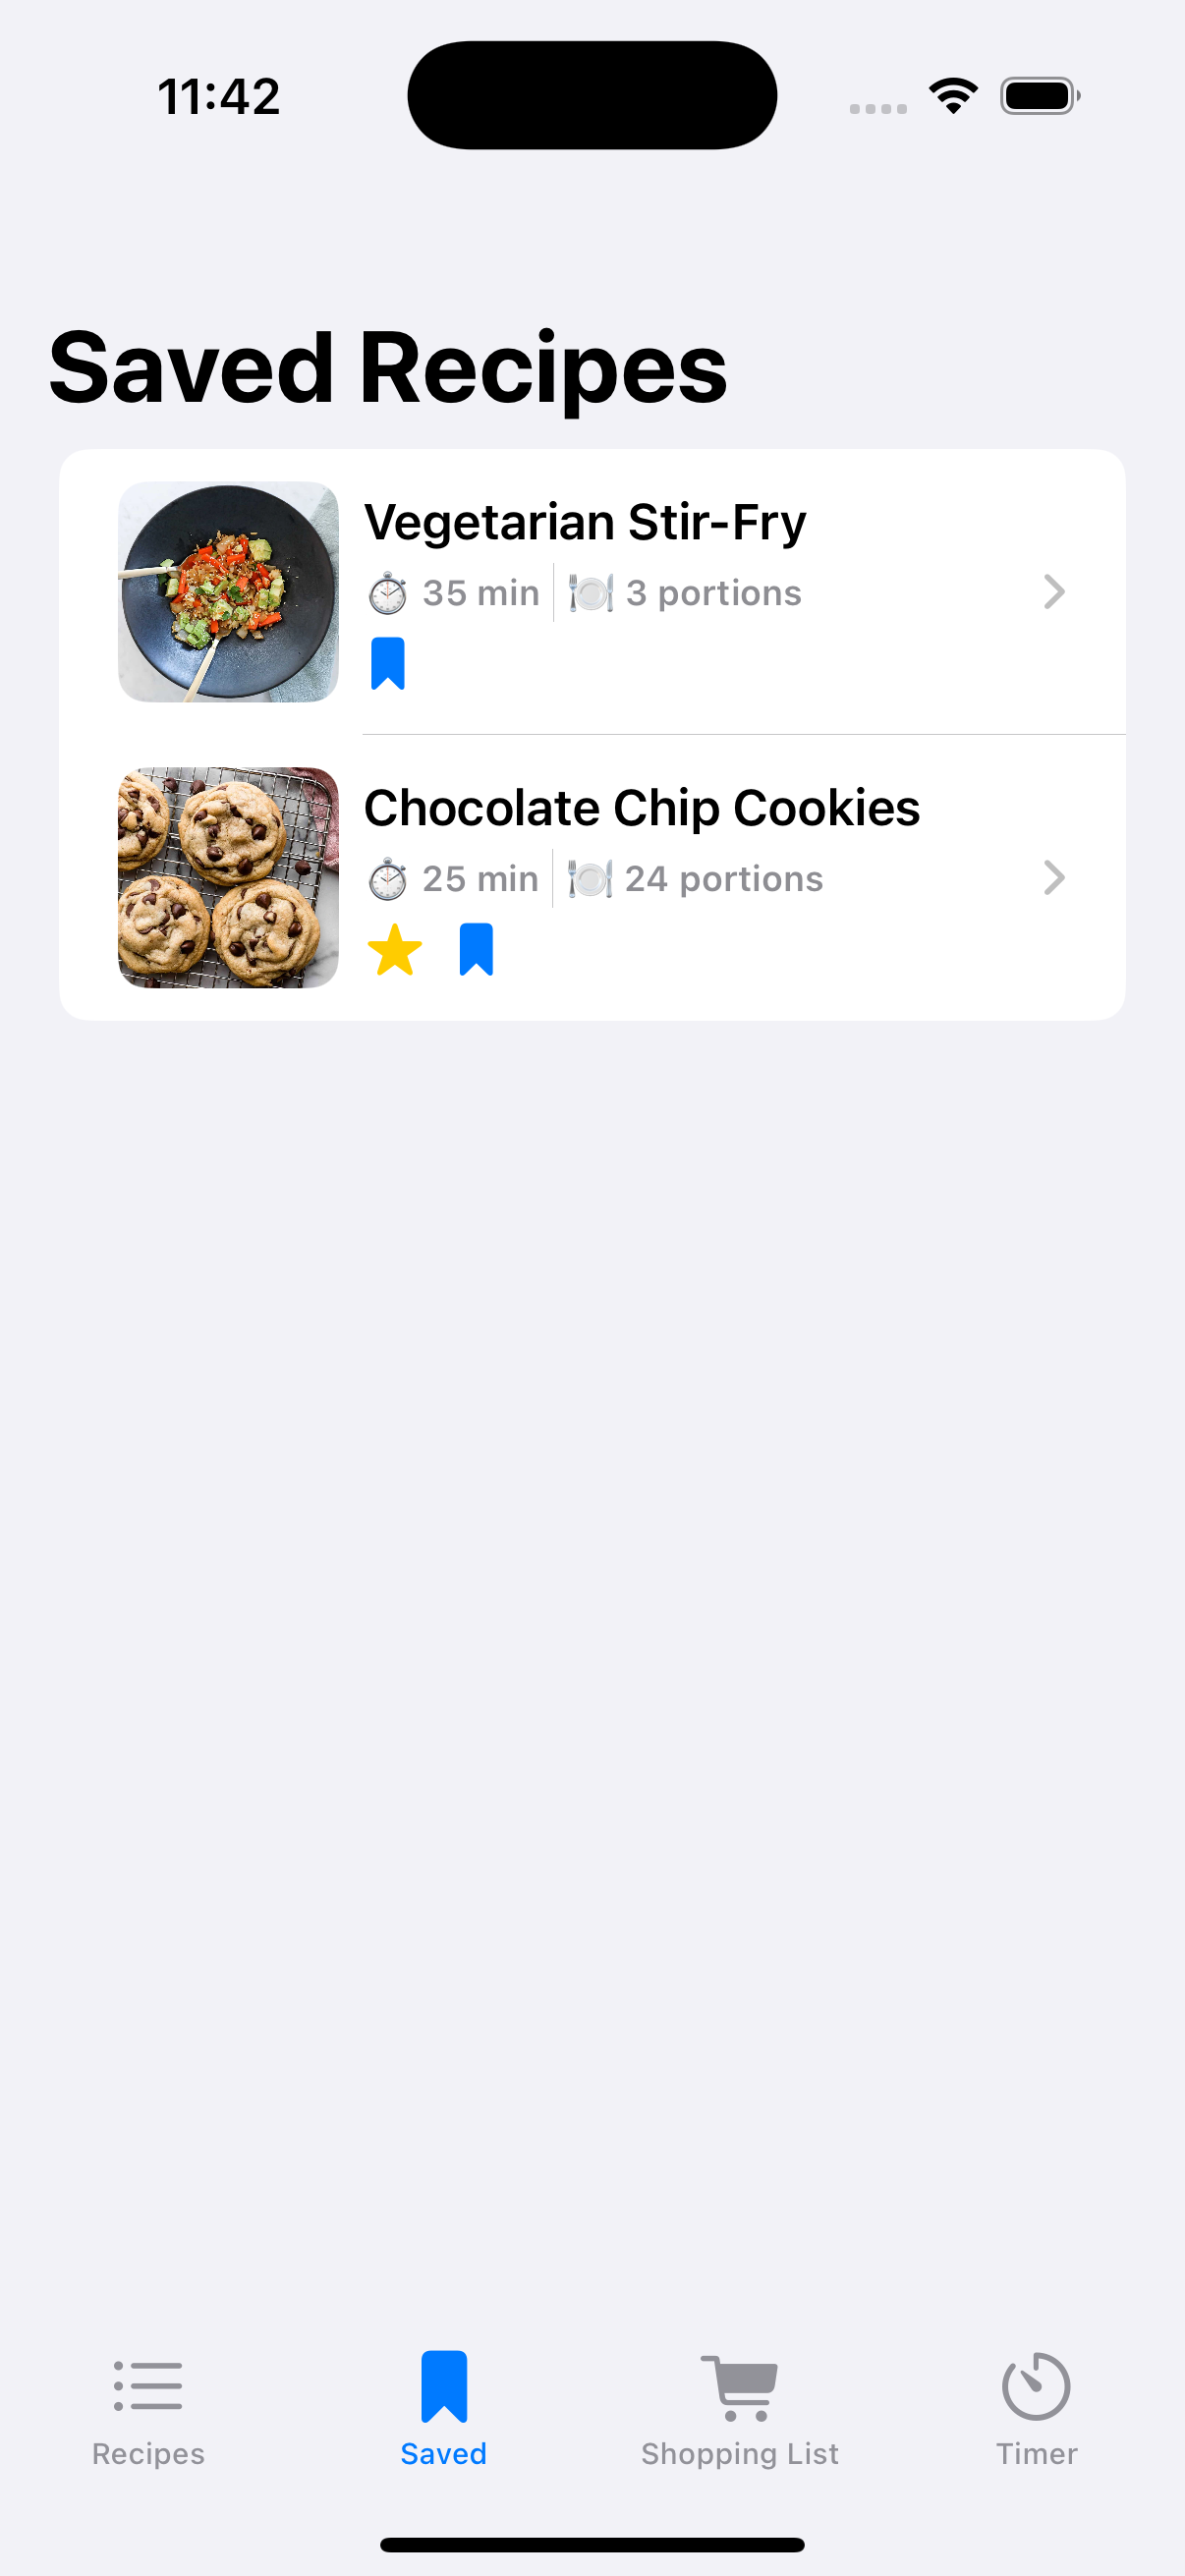 11:42
Saved Recipes
Vegetarian Stir-Fry
35 min 3 portions
Chocolate Chip Cookies
25 min 24 portions
Recipes Saved Shopping List Timer